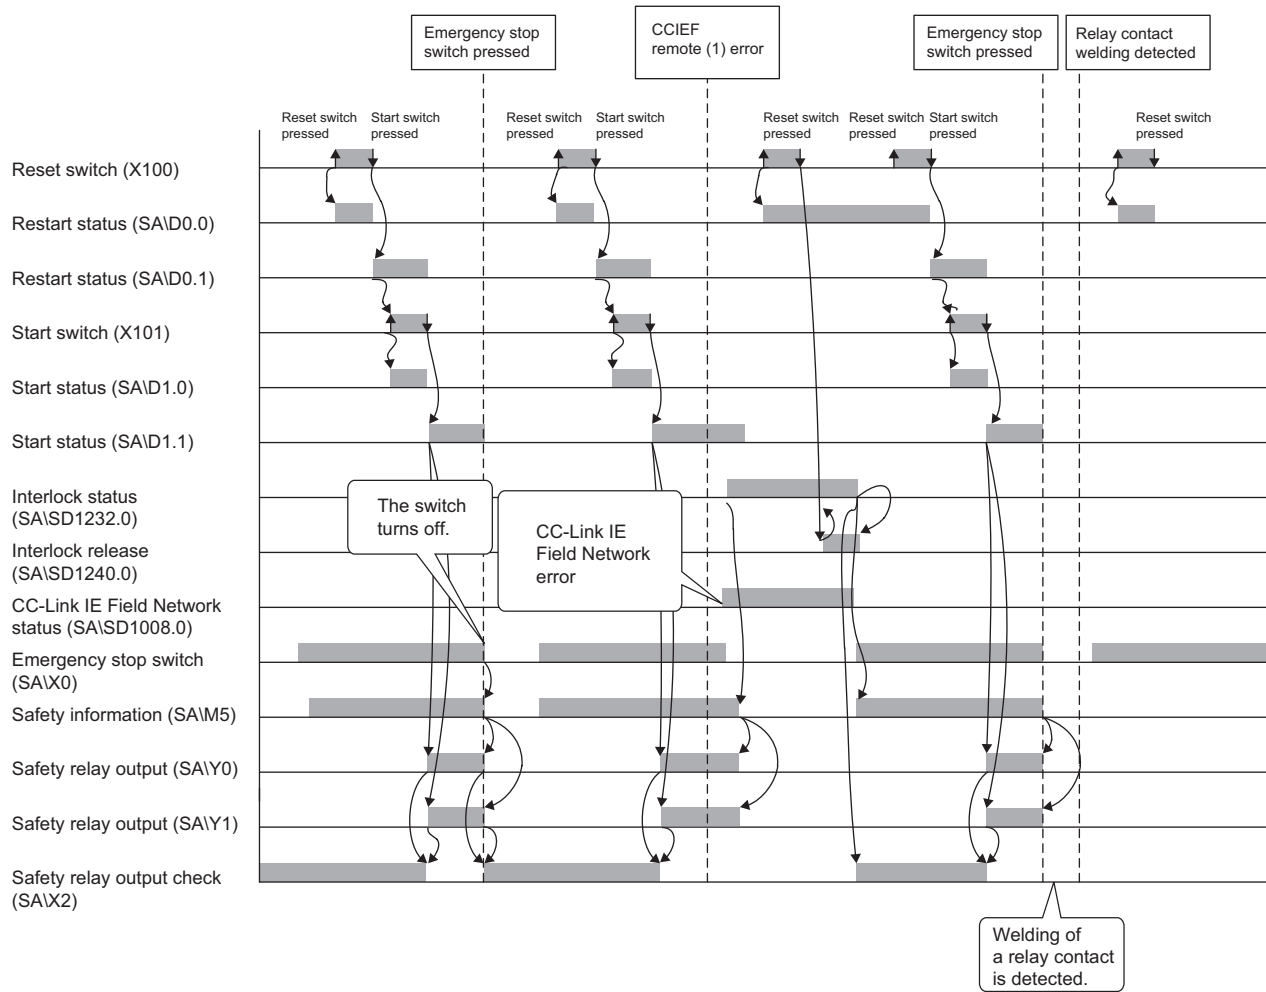 Emergency stop
switch pressed
CCIEF
remote (1) error
Emergency stop
switch pressed
Relay contact
welding detected
Reset switch
pressed
Start switch
pressed
Reset switch
pressed
Start switch
pressed
Reset switch
pressed
Reset switch
pressed
Start switch
pressed
Reset switch
pressed
Reset switch (X100)
Restart status (SA\D0.0)
Restart status (SA\D0.1)
Start switch (X101)
Start status (SA\D1.0)
Start status (SA\D1.1)
Interlock status
(SA\SD1232.0)
The switch
turns off.
CC-Link IE
Field Network
error
Interlock release
(SA\SD1240.0)
CC-Link IE Field Network
status (SA\SD1008.0)
Emergency stop switch
(SA\X0)
Safety information (SA\M5)
Safety relay output (SA\Y0)
Safety relay output (SA\Y1)
Safety relay output check
(SA\X2)
Welding of
a relay contact
is detected.